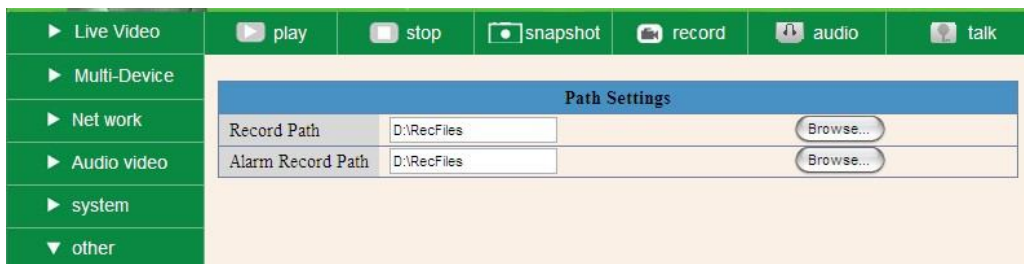 Live Video
play
stop
snapshot
record
audio
talk
Multi-Device
Net work
Audio video
system
other
Path Settings
Record Path D:\RecFiles Browse...
Alarm Record Path D:\RecFiles Browse...